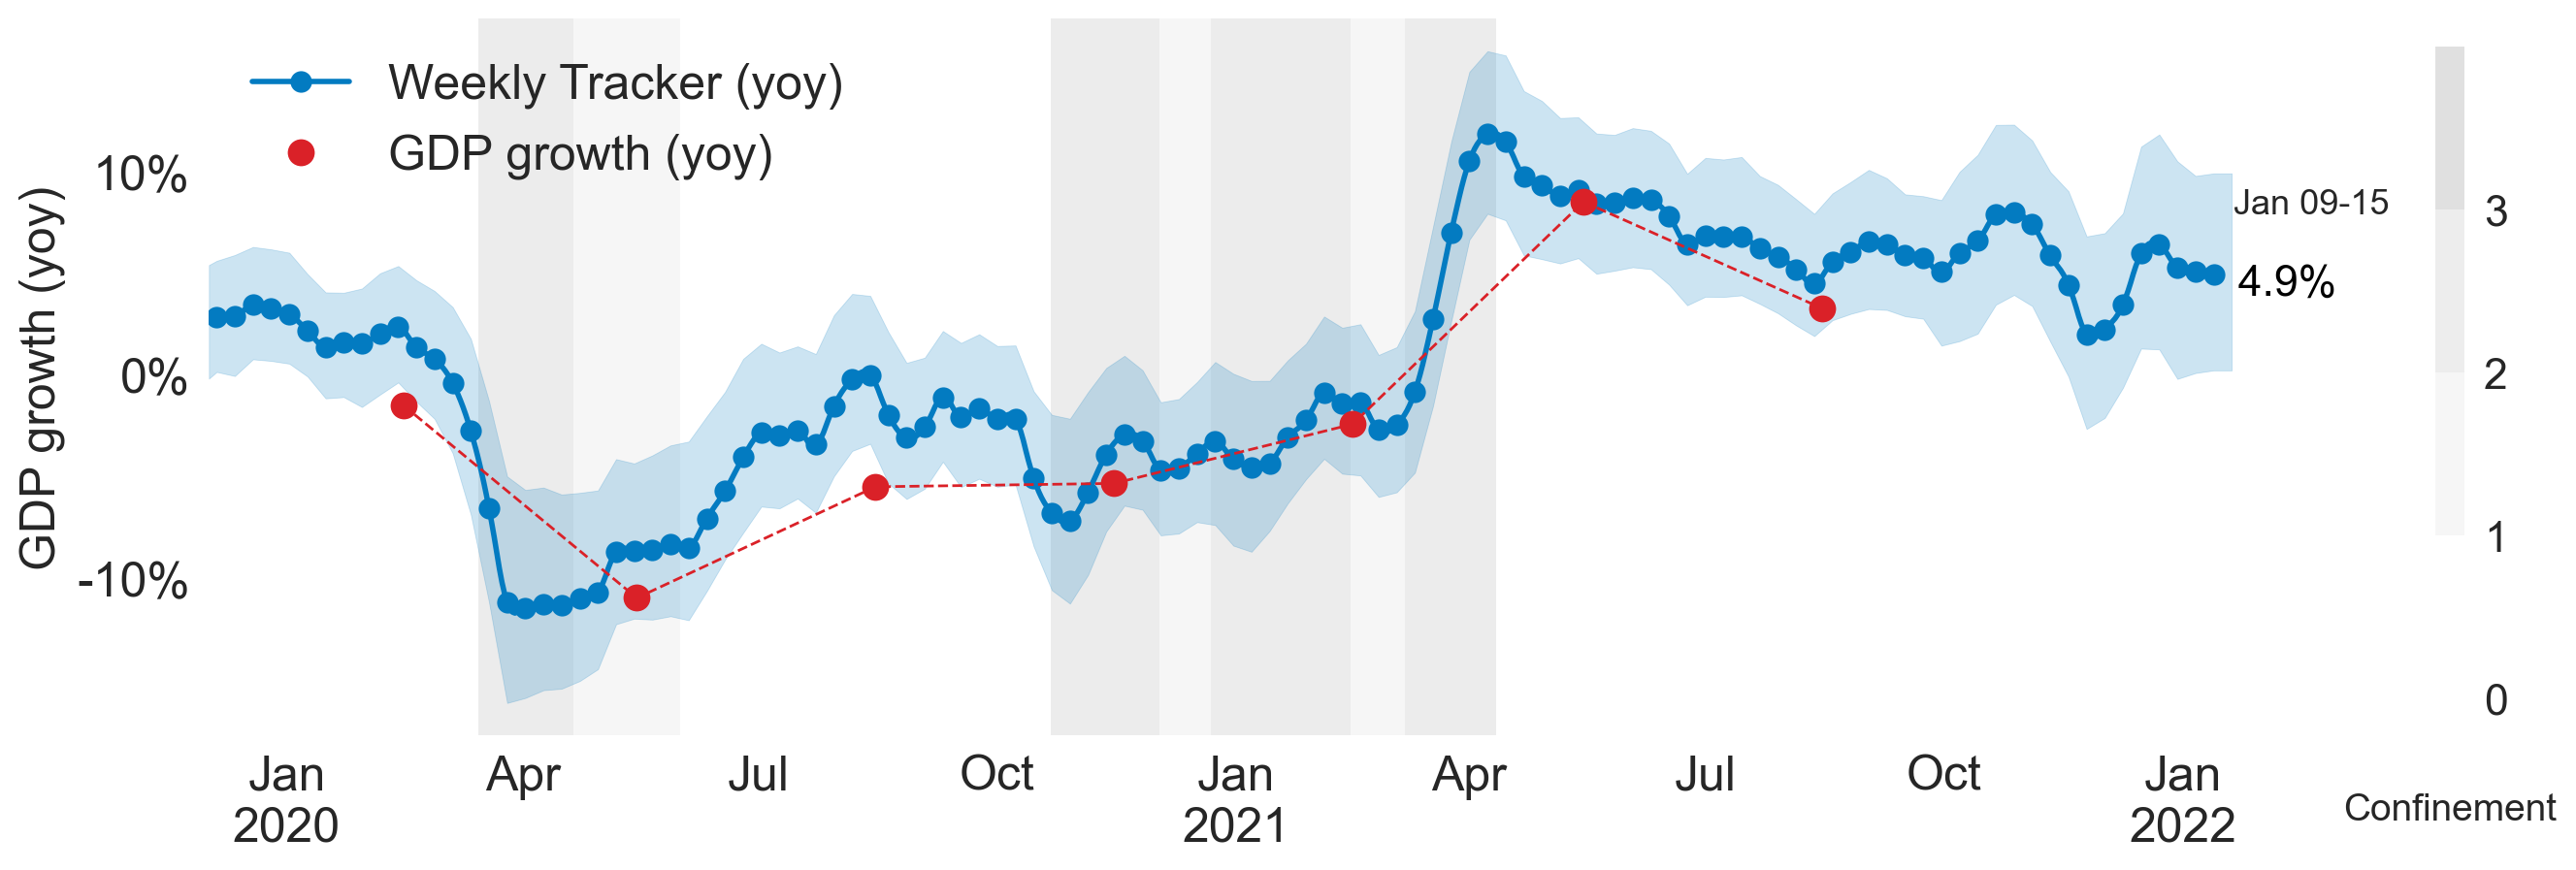 Weekly Tracker (yoy)
GDP growth (yoy)
GDP growth (yoy)
10%
0%
-10%
Jan 09-15
4.9%
3
2
1
0
Jan Apr Jul Oct Jan Apr Jul Oct Jan
2020 2021 2022
Confinement